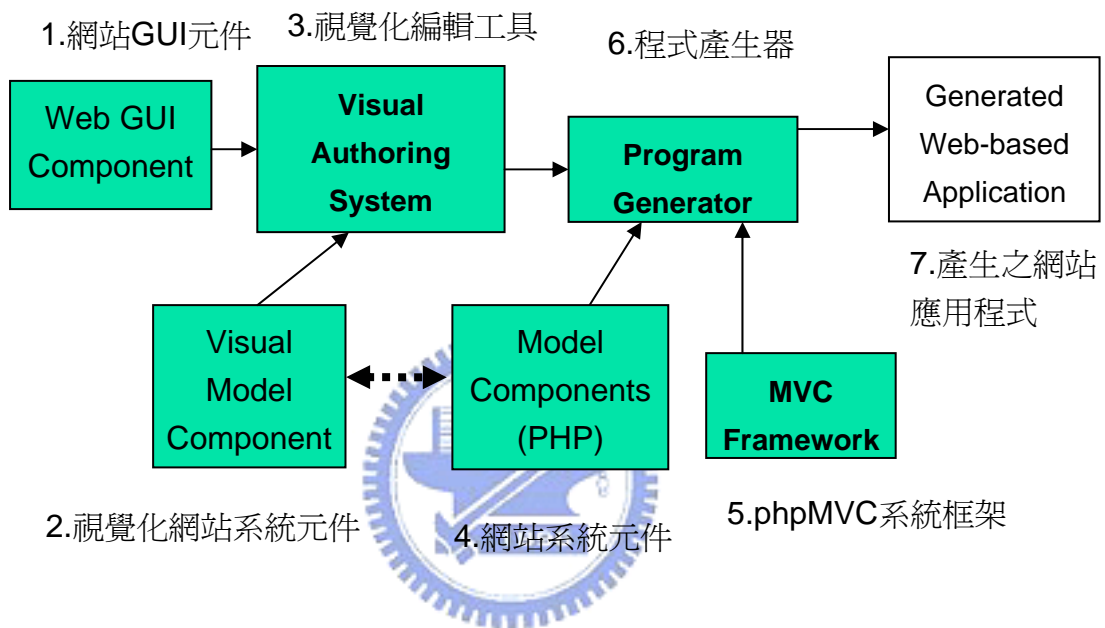 1.網站GUI元件
3.視覺化編輯工具
6.程式產生器
Web GUI
Component
Visual
Authoring
System
Program
Generator
Generated
Web-based
Application
7.產生之網站
應用程式
Visual
Model
Component
Model
Components
(PHP)
MVC
Framework
2.視覺化網站系統元件
4.網站系統元件
5.phpMVC系統框架